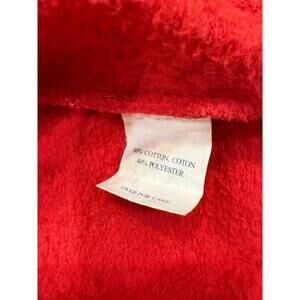 60% COTTON, COTON
40% POLYESTER
OVER FOR CARE